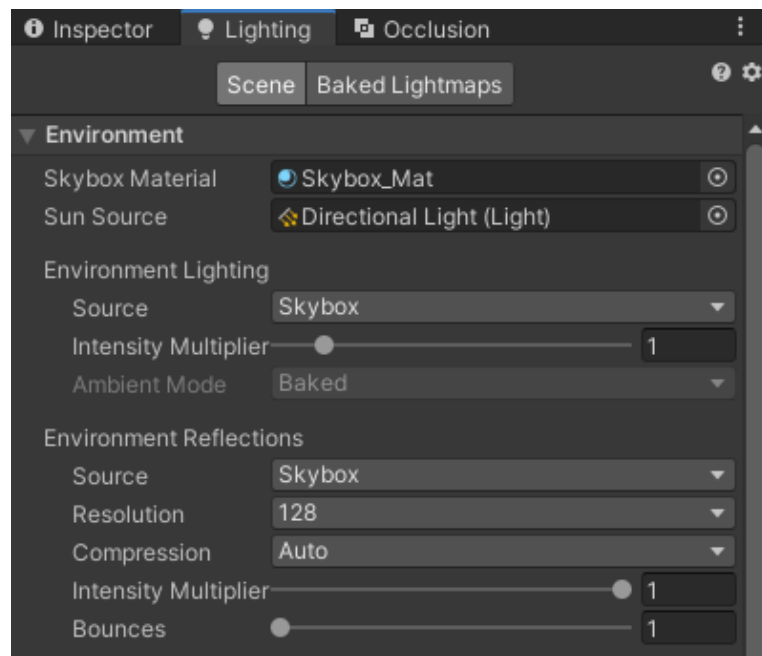 Inspector Lighting Occlusion
Scene Baked Lightmaps
Environment
Skybox Material Skybox_Mat
Sun Source Directional Light (Light)
Environment Lighting
Source Skybox
Intensity Multiplier 1
Ambient Mode Baked
Environment Reflections
Source Skybox
Resolution 128
Compression Auto
Intensity Multiplier 1
Bounces 1